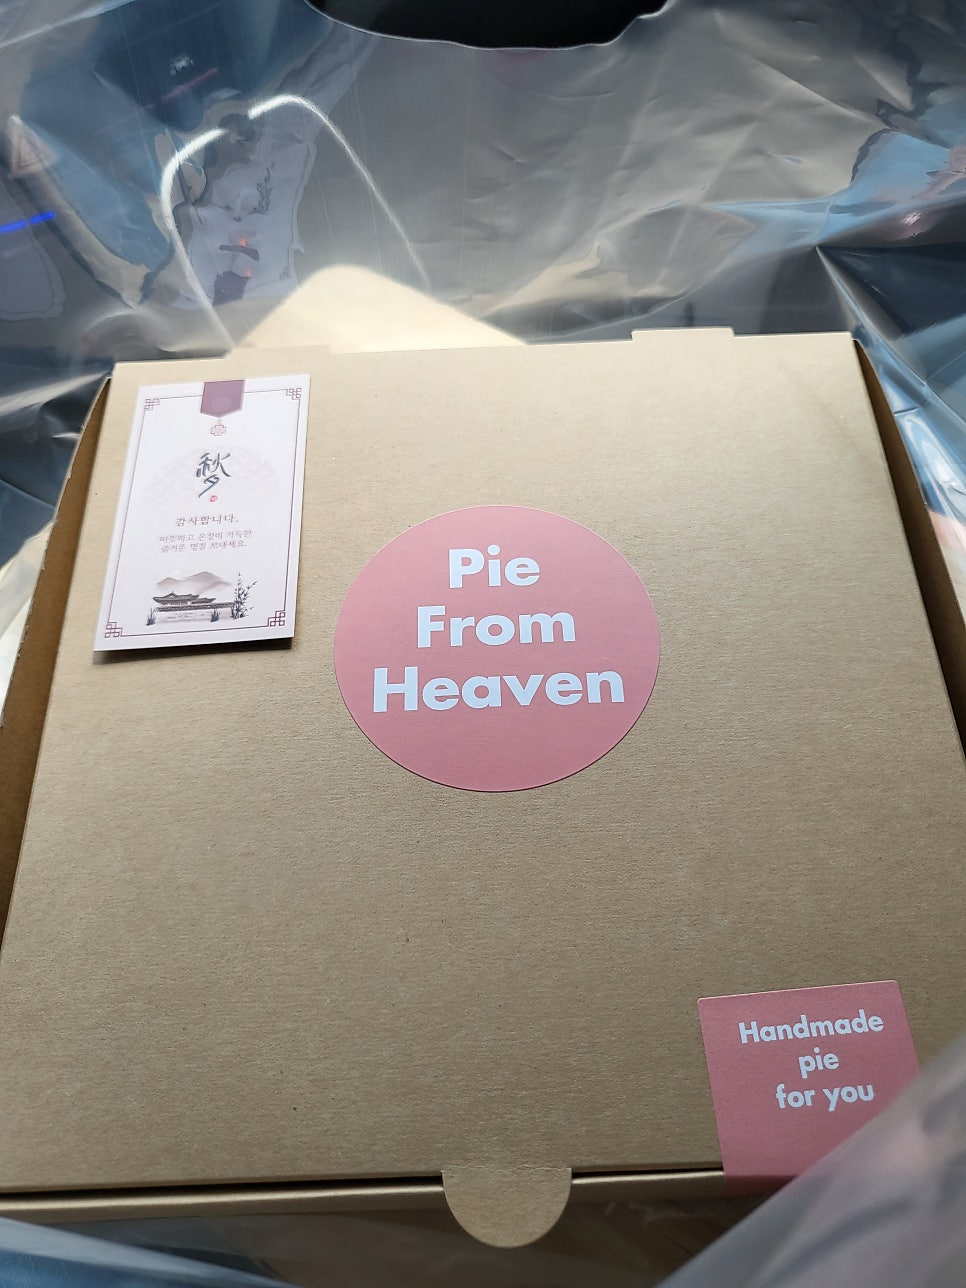 감사합니다.
따뜻하고 온정이 가득한
즐거운 명절 보내세요.
Pie
From
Heaven
Handmade
pie
for you